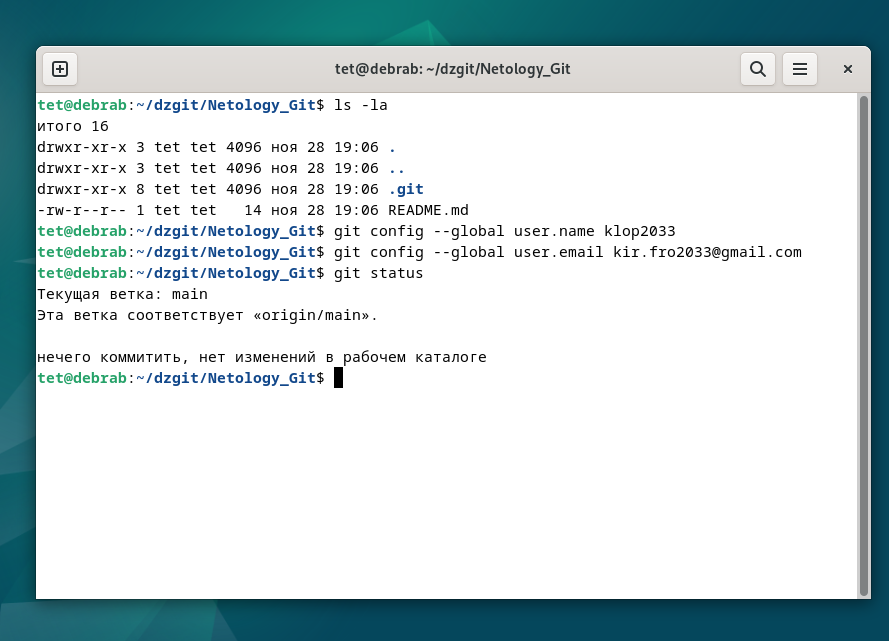 tet@debrab: ~/dzgit/Netology_Git
tet@debrab:~/dzgit/Netology_Git$ ls -la
итого 16
drwxr-xr-x 3 tet tet 4096 ноя 28 19:06 .
drwxr-xr-x 3 tet tet 4096 ноя 28 19:06 ..
drwxr-xr-x 8 tet tet 4096 ноя 28 19:06 .git
-rw-r--r-- 1 tet tet   14 ноя 28 19:06 README.md
tet@debrab:~/dzgit/Netology_Git$ git config --global user.name klop2033
tet@debrab:~/dzgit/Netology_Git$ git config --global user.email kir.fro2033@gmail.com
tet@debrab:~/dzgit/Netology_Git$ git status
Текущая ветка: main
Эта ветка соответствует «origin/main».
нечего коммитить, нет изменений в рабочем каталоге
tet@debrab:~/dzgit/Netology_Git$